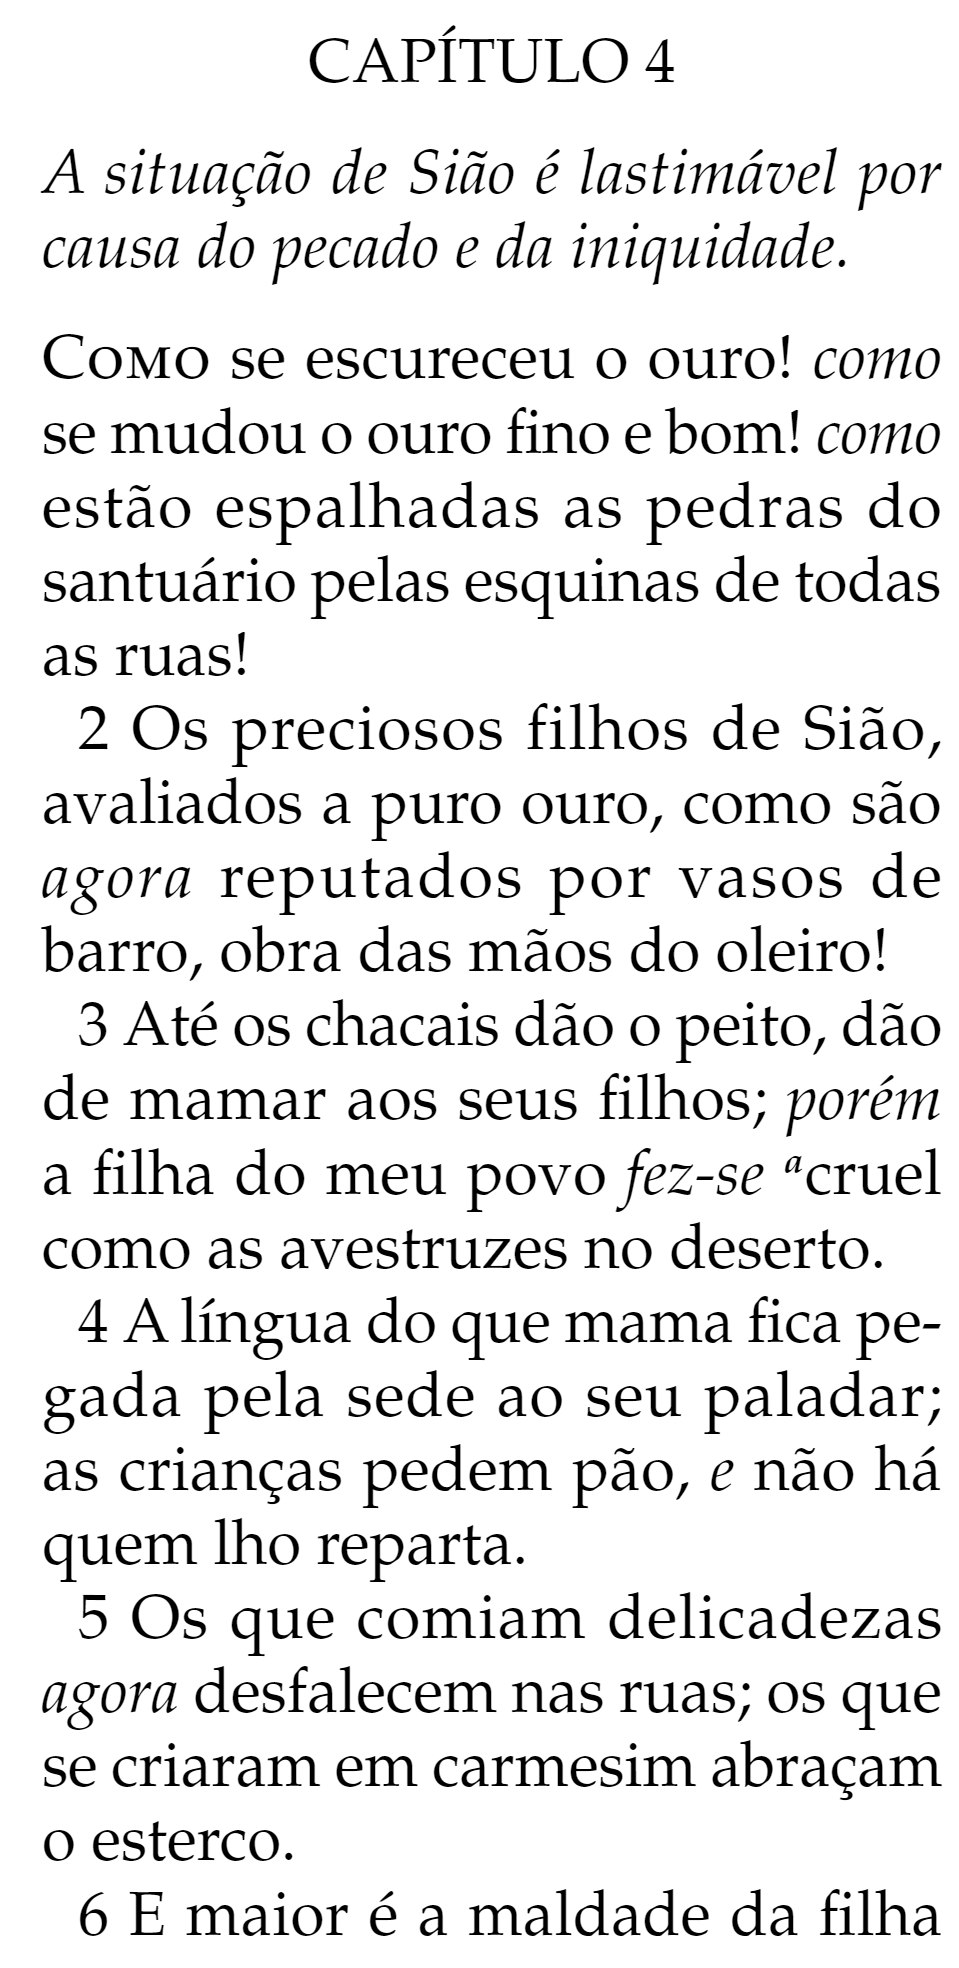 CAPÍTULO 4
A situação de Sião é lastimável por
causa do pecado e da iniquidade.
Como se escureceu o ouro! como
se mudou o ouro fino e bom! como
estão espalhadas as pedras do
santuário pelas esquinas de todas
as ruas!
2 Os preciosos filhos de Sião,
avaliados a puro ouro, como são
agora reputados por vasos de
barro, obra das mãos do oleiro!
3 Até os chacais dão o peito, dão
de mamar aos seus filhos; porém
a filha do meu povo fez-se ᵃcruel
como as avestruzes no deserto.
4 A língua do que mama fica pe-
gada pela sede ao seu paladar;
as crianças pedem pão, e não há
quem lho reparta.
5 Os que comiam delicadezas
agora desfalecem nas ruas; os que
se criaram em carmesim abraçam
o esterco.
6 E maior é a maldade da filha